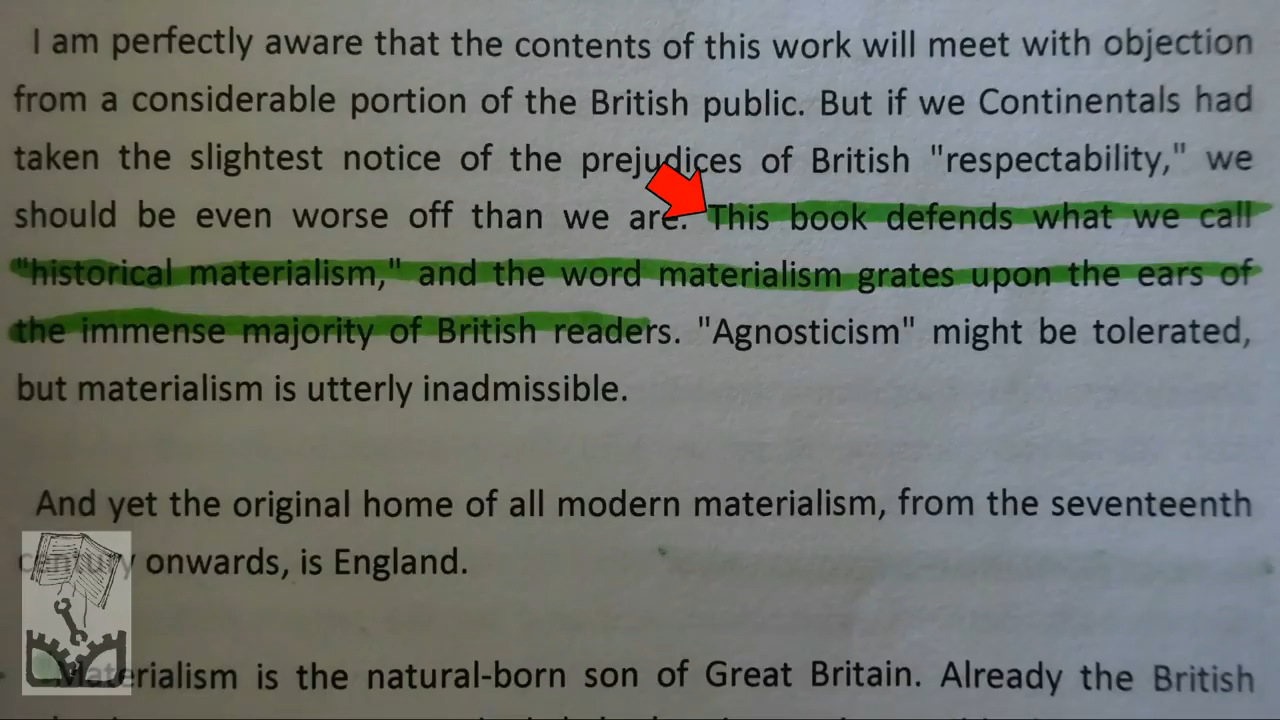 I am perfectly aware that the contents of this work will meet with objection
from a considerable portion of the British public. But if we Continentals had
taken the slightest notice of the prejudices of British "respectability," we
should be even worse off than we are. This book defends what we call
"historical materialism," and the word materialism grates upon the ears of
the immense majority of British readers. "Agnosticism" might be tolerated,
but materialism is utterly inadmissible.
And yet the original home of all modern materialism, from the seventeenth
century onwards, is England.
Materialism is the natural-born son of Great Britain. Already the British